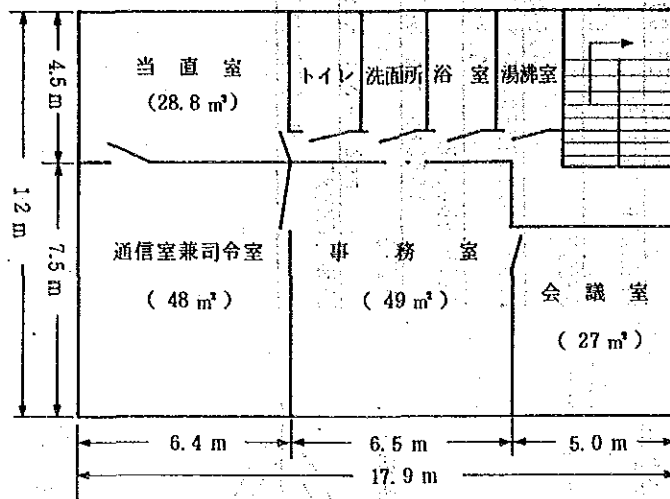 当直室
(28.8 m²)
トイレ
洗面所
浴室
湯沸室
4.5 m
12 m
7.5 m
通信室兼司令室
( 48 m² )
事務室
( 49 m² )
会議室
( 27 m² )
6.4 m
6.5 m
5.0 m
17.9 m